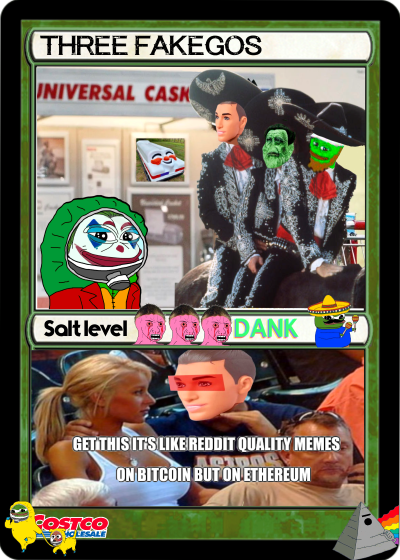 THREE FAKEGOS
UNIVERSAL CASK
Salt level
DANK
GET THIS IT'S LIKE REDDIT QUALITY MEMES
ON BITCOIN BUT ON ETHEREUM
COSTCO
WHOLESALE